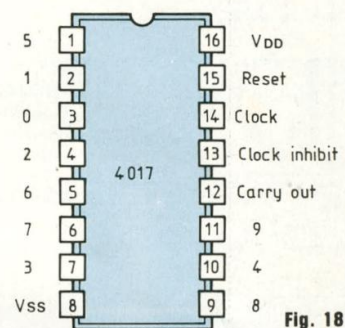 5 1 16 VDD
1 2 15 Reset
0 3 14 Clock
2 4 13 Clock inhibit
4017
6 5 12 Carry out
7 6 11 9
3 7 10 4
Vss 8 9 8
Fig. 18